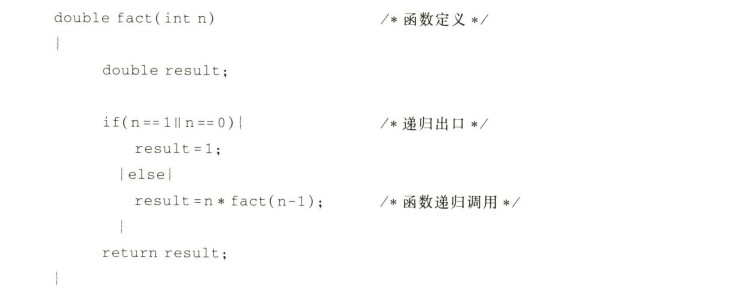 double fact(int n) /* 函数定义 */
{
double result;
if(n==1||n==0){ /* 递归出口 */
result=1;
}else{
result=n*fact(n-1); /* 函数递归调用 */
}
return result;
}